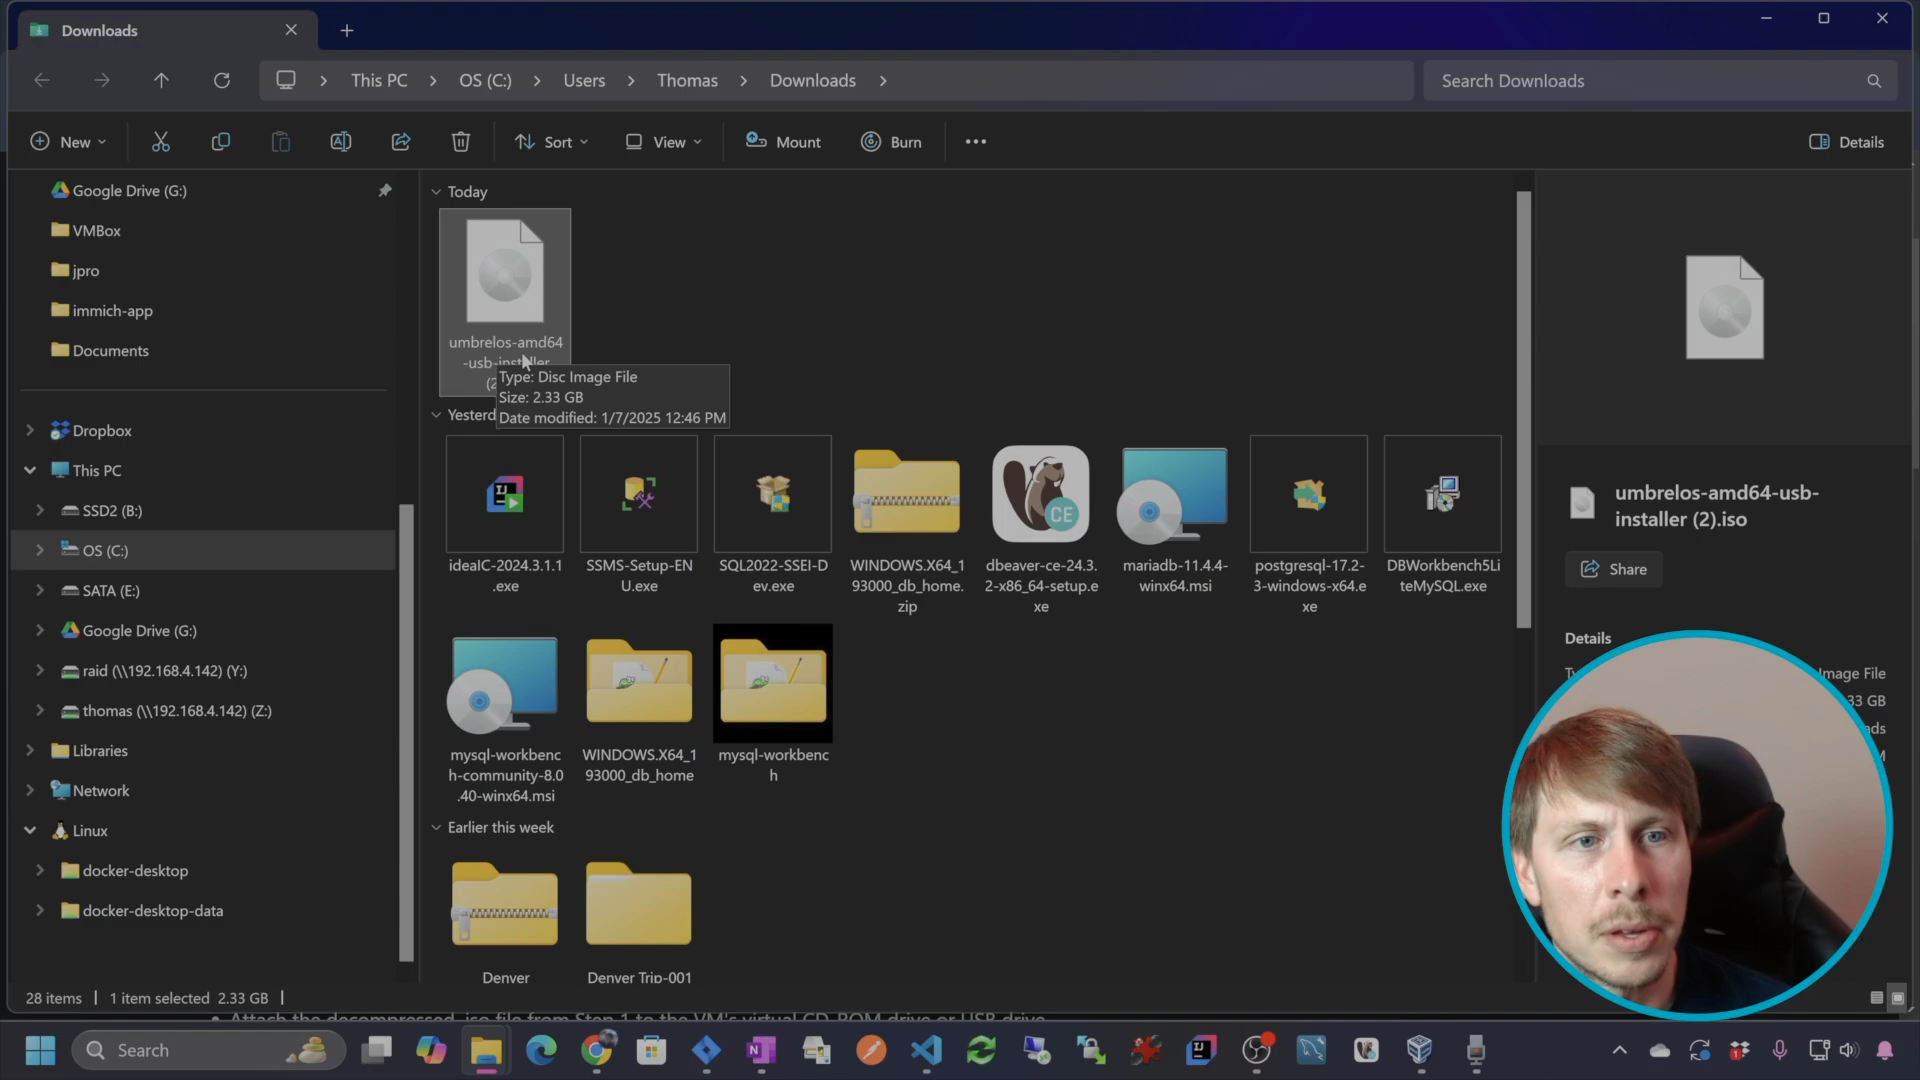 Downloads
This PC
OS (C:)
Users
Thomas
Downloads
Search Downloads
New
Sort
View
Mount
Burn
Details
Google Drive (G:)
VMBox
jpro
immich-app
Documents
Dropbox
This PC
SSD2 (B:)
OS (C:)
SATA (E:)
Google Drive (G:)
raid (\\192.168.4.142) (Y:)
thomas (\\192.168.4.142) (Z:)
Libraries
Network
Linux
docker-desktop
docker-desktop-data
Today
umbrelos-amd64
-usb-installer
(2
Type: Disc Image File
Size: 2.33 GB
Date modified: 1/7/2025 12:46 PM
Yesterd
ideaIC-2024.3.1.1
.exe
SSMS-Setup-EN
U.exe
SQL2022-SSEI-D
ev.exe
WINDOWS.X64_1
93000_db_home.
zip
dbeaver-ce-24.3.
2-x86_64-setup.e
xe
CE
mariadb-11.4.4-
winx64.msi
postgresql-17.2-
3-windows-x64.e
xe
DBWorkbench5Li
teMySQL.exe
mysql-workbenc
h-community-8.0
.40-winx64.msi
WINDOWS.X64_1
93000_db_home
mysql-workbenc
h
Earlier this week
Denver
Denver Trip-001
umbrelos-amd64-usb-
installer (2).iso
Share
Details
Image File
33 GB
ds
M
28 items
1 item selected 2.33 GB
Attach the decompressed .iso file from Step 1 to the VM's virtual CD-ROM drive or USB drive
Search